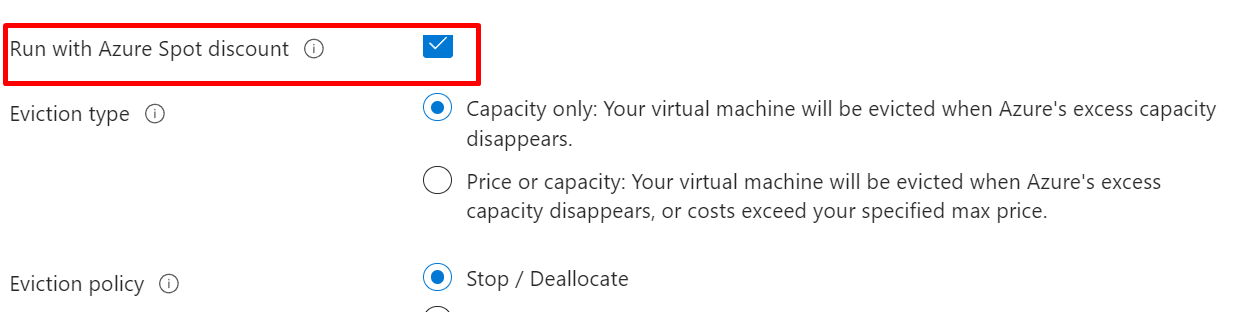 Run with Azure Spot discount
Eviction type
Capacity only: Your virtual machine will be evicted when Azure's excess capacity
disappears.
Price or capacity: Your virtual machine will be evicted when Azure's excess
capacity disappears, or costs exceed your specified max price.
Eviction policy
Stop / Deallocate